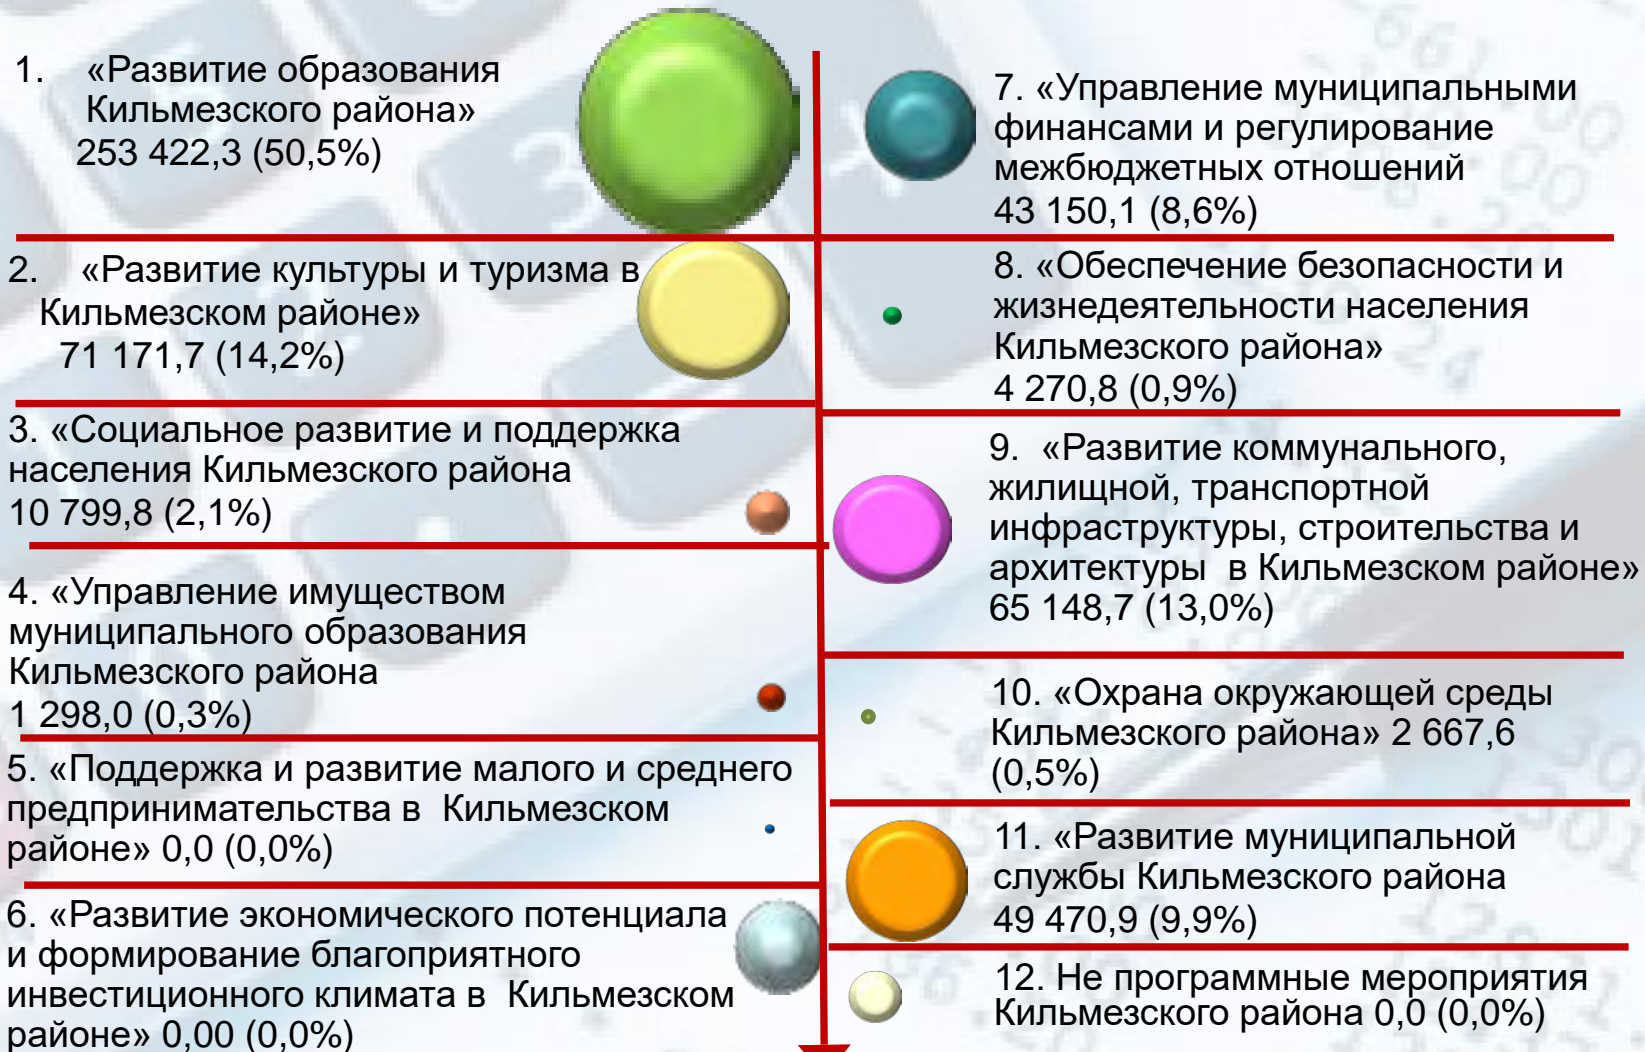 1. «Развитие образования
Кильмезского района»
253 422,3 (50,5%)
2. «Развитие культуры и туризма в
Кильмезском районе»
71 171,7 (14,2%)
3. «Социальное развитие и поддержка
населения Кильмезского района
10 799,8 (2,1%)
4. «Управление имуществом
муниципального образования
Кильмезского района
1 298,0 (0,3%)
5. «Поддержка и развитие малого и среднего
предпринимательства в Кильмезском
районе» 0,0 (0,0%)
6. «Развитие экономического потенциала
и формирование благоприятного
инвестиционного климата в Кильмезском
районе» 0,00 (0,0%)
7. «Управление муниципальными
финансами и регулирование
межбюджетных отношений
43 150,1 (8,6%)
8. «Обеспечение безопасности и
жизнедеятельности населения
Кильмезского района»
4 270,8 (0,9%)
9. «Развитие коммунального,
жилищной, транспортной
инфраструктуры, строительства и
архитектуры в Кильмезском районе»
65 148,7 (13,0%)
10. «Охрана окружающей среды
Кильмезского района» 2 667,6
(0,5%)
11. «Развитие муниципальной
службы Кильмезского района
49 470,9 (9,9%)
12. Не программные мероприятия
Кильмезского района 0,0 (0,0%)